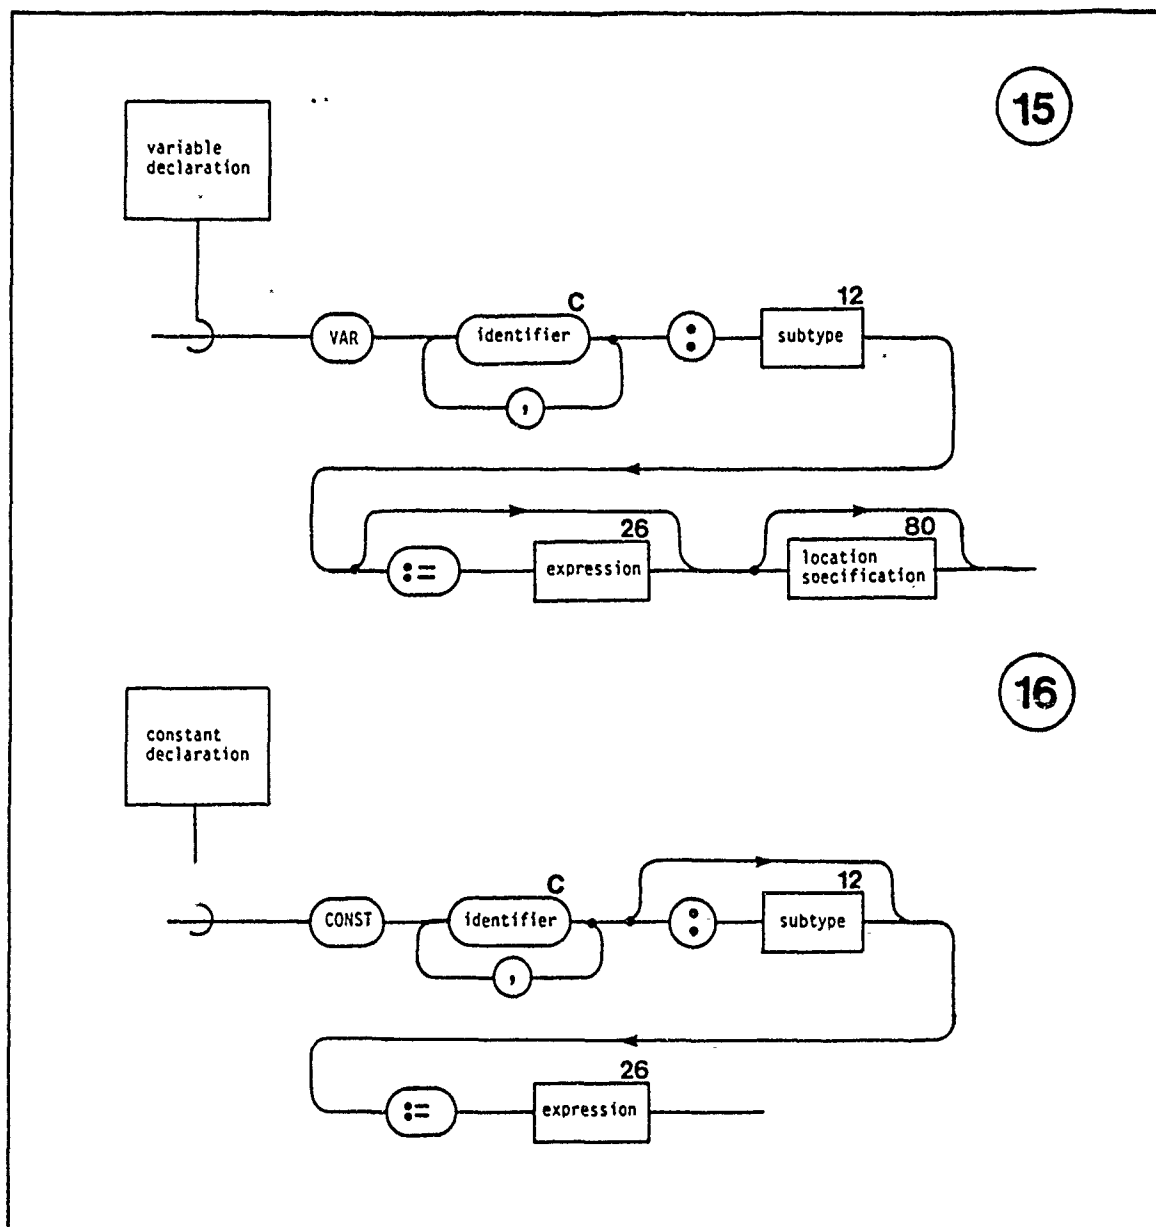 15
variable
declaration
C
12
VAR
identifier
:
subtype
,
26
80
:=
expression
location
specification
16
constant
declaration
C
12
CONST
identifier
:
subtype
,
26
:=
expression